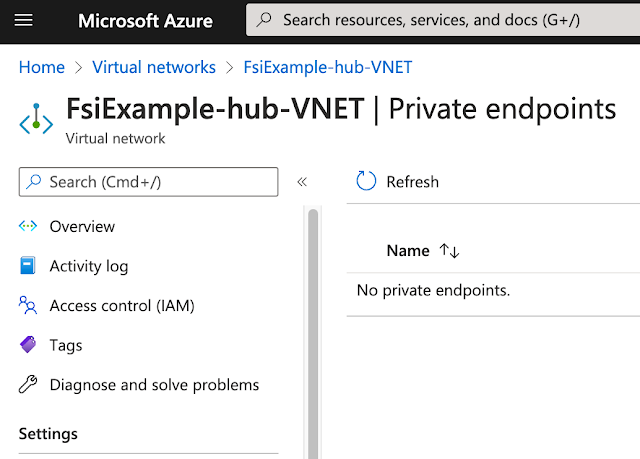 Microsoft Azure
Search resources, services, and docs (G+/)
Home > Virtual networks > FsiExample-hub-VNET
FsiExample-hub-VNET | Private endpoints
Virtual network
Search (Cmd+/)
«
Refresh
Overview
Activity log
Access control (IAM)
Tags
Diagnose and solve problems
Settings
Name ↑↓
No private endpoints.